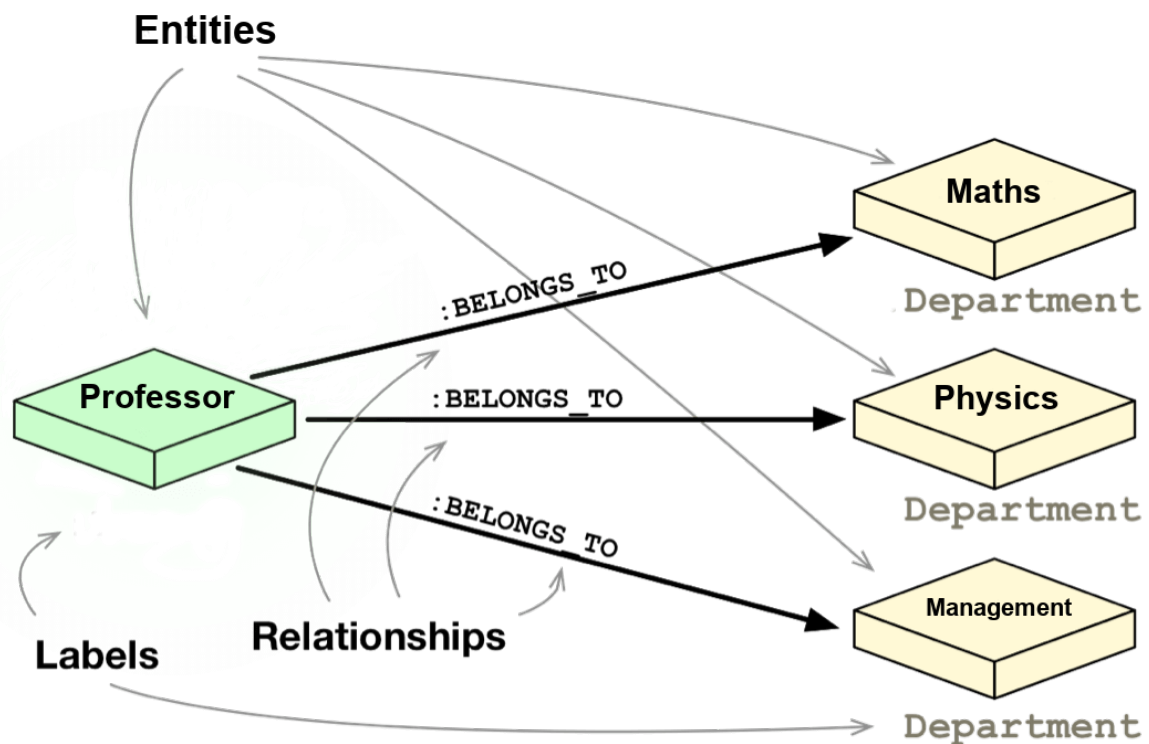 Entities
Maths
:BELONGS_TO
Department
Professor
:BELONGS_TO
Physics
:BELONGS_TO
Department
Management
Relationships
Labels
Department